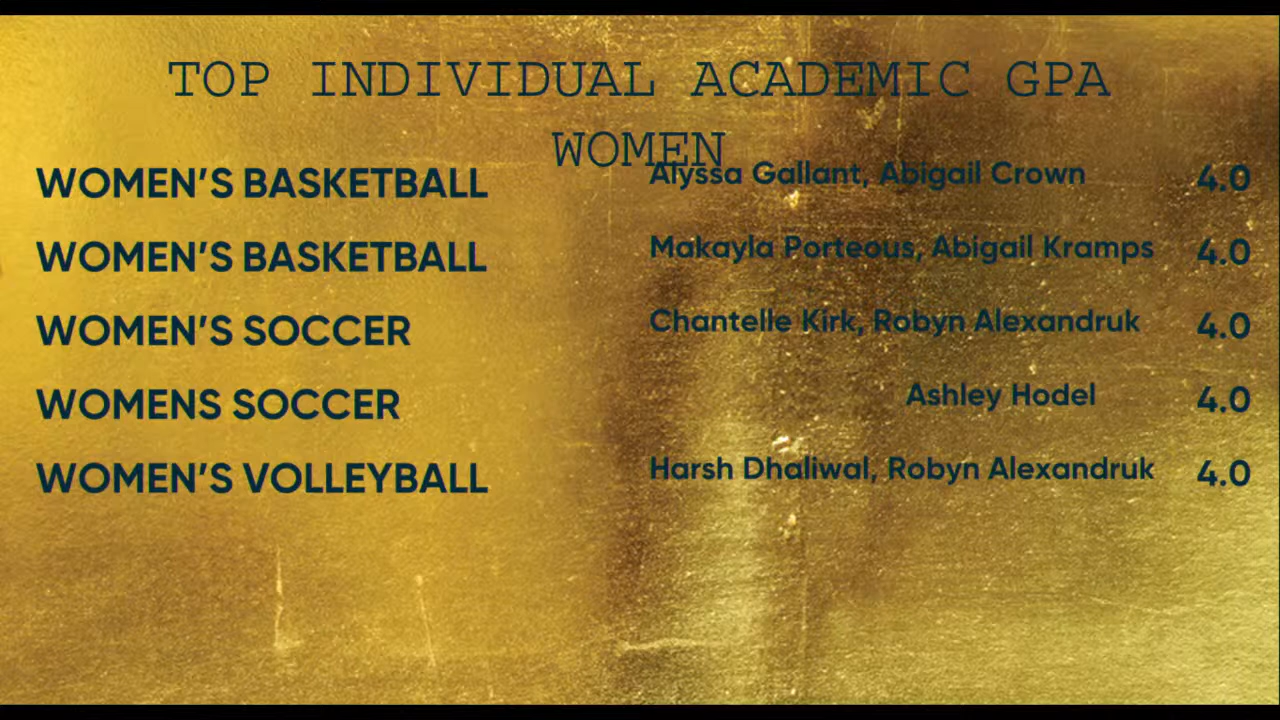 TOP INDIVIDUAL ACADEMIC GPA
WOMEN
WOMEN’S BASKETBALL Alyssa Gallant, Abigail Crown 4.0
WOMEN’S BASKETBALL Makayla Porteous, Abigail Kramps 4.0
WOMEN’S SOCCER Chantelle Kirk, Robyn Alexandruk 4.0
WOMENS SOCCER Ashley Hodel 4.0
WOMEN’S VOLLEYBALL Harsh Dhaliwal, Robyn Alexandruk 4.0